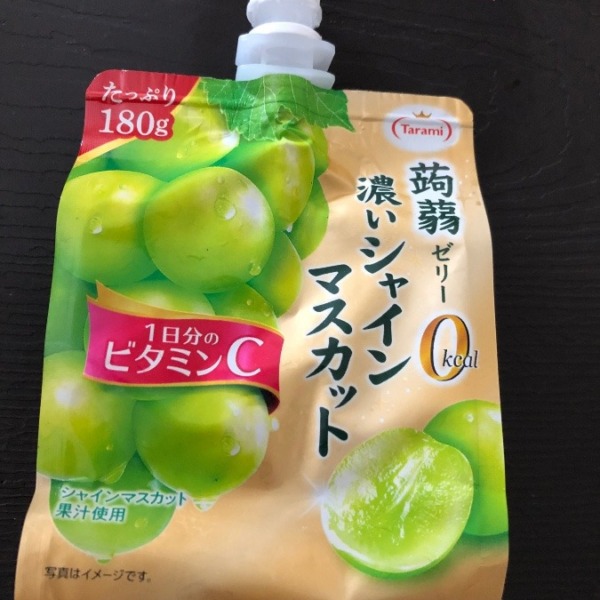 たっぷり
180g
Tarami
蒟蒻
ゼリー
0kcal
濃いシャイン
マスカット
1日分の
ビタミンC
シャインマスカット
果汁使用
写真はイメージです。